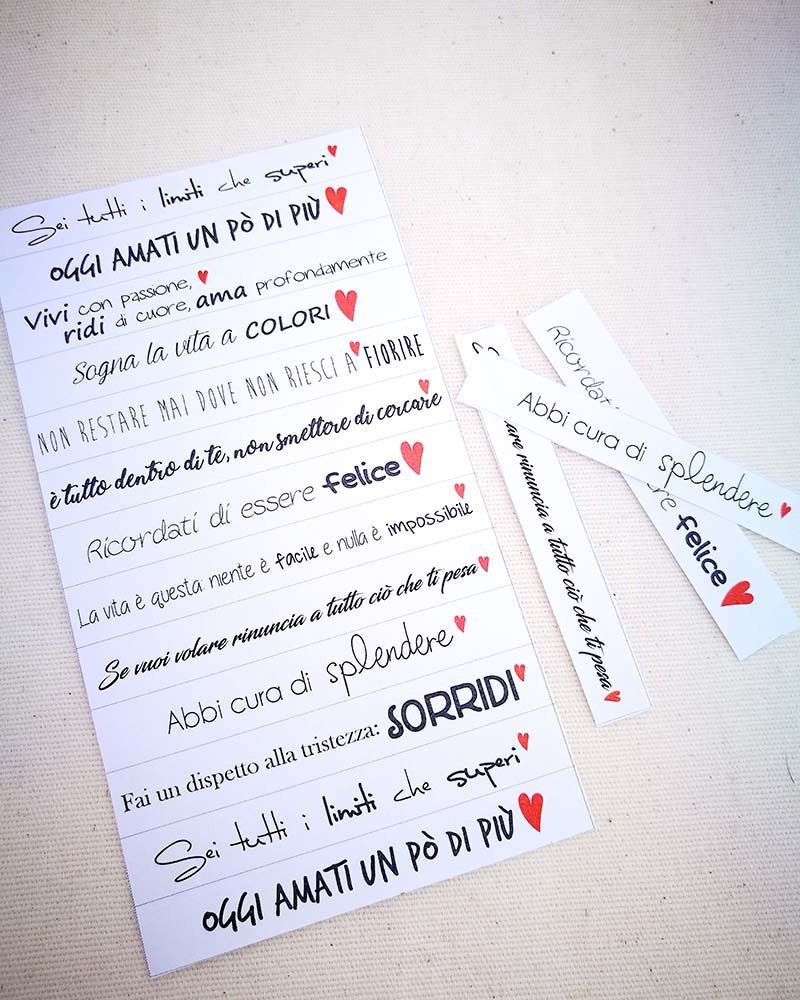 Sei tutti i limiti che superi
OGGI AMATI UN PÒ DI PIÙ
Vivi con passione,
ridi di cuore, ama profondamente
Sogna la vita a COLORI
NON RESTARE MAI DOVE NON RIESCI A FIORIRE
è tutto dentro di te, non smettere di cercare
Ricordati di essere felice
La vita è questa: niente è facile e nulla è impossibile
Se vuoi volare rinuncia a tutto ciò che ti pesa
Abbi cura di splendere
Fai un dispetto alla tristezza: SORRIDI
Sei tutti i limiti che superi
OGGI AMATI UN PÒ DI PIÙ
Ricordati
felice
Abbi cura di splendere
rinuncia a tutto ciò che ti pesa